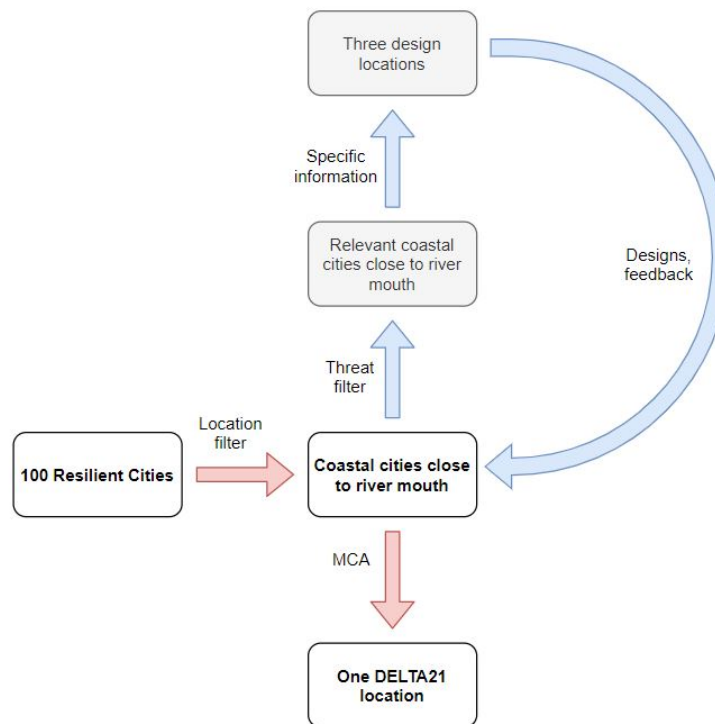 Three design
locations
Specific
information
Relevant coastal
cities close to river
mouth
Designs,
feedback
Threat
filter
Location
filter
100 Resilient Cities
Coastal cities close
to river mouth
MCA
One DELTA21
location